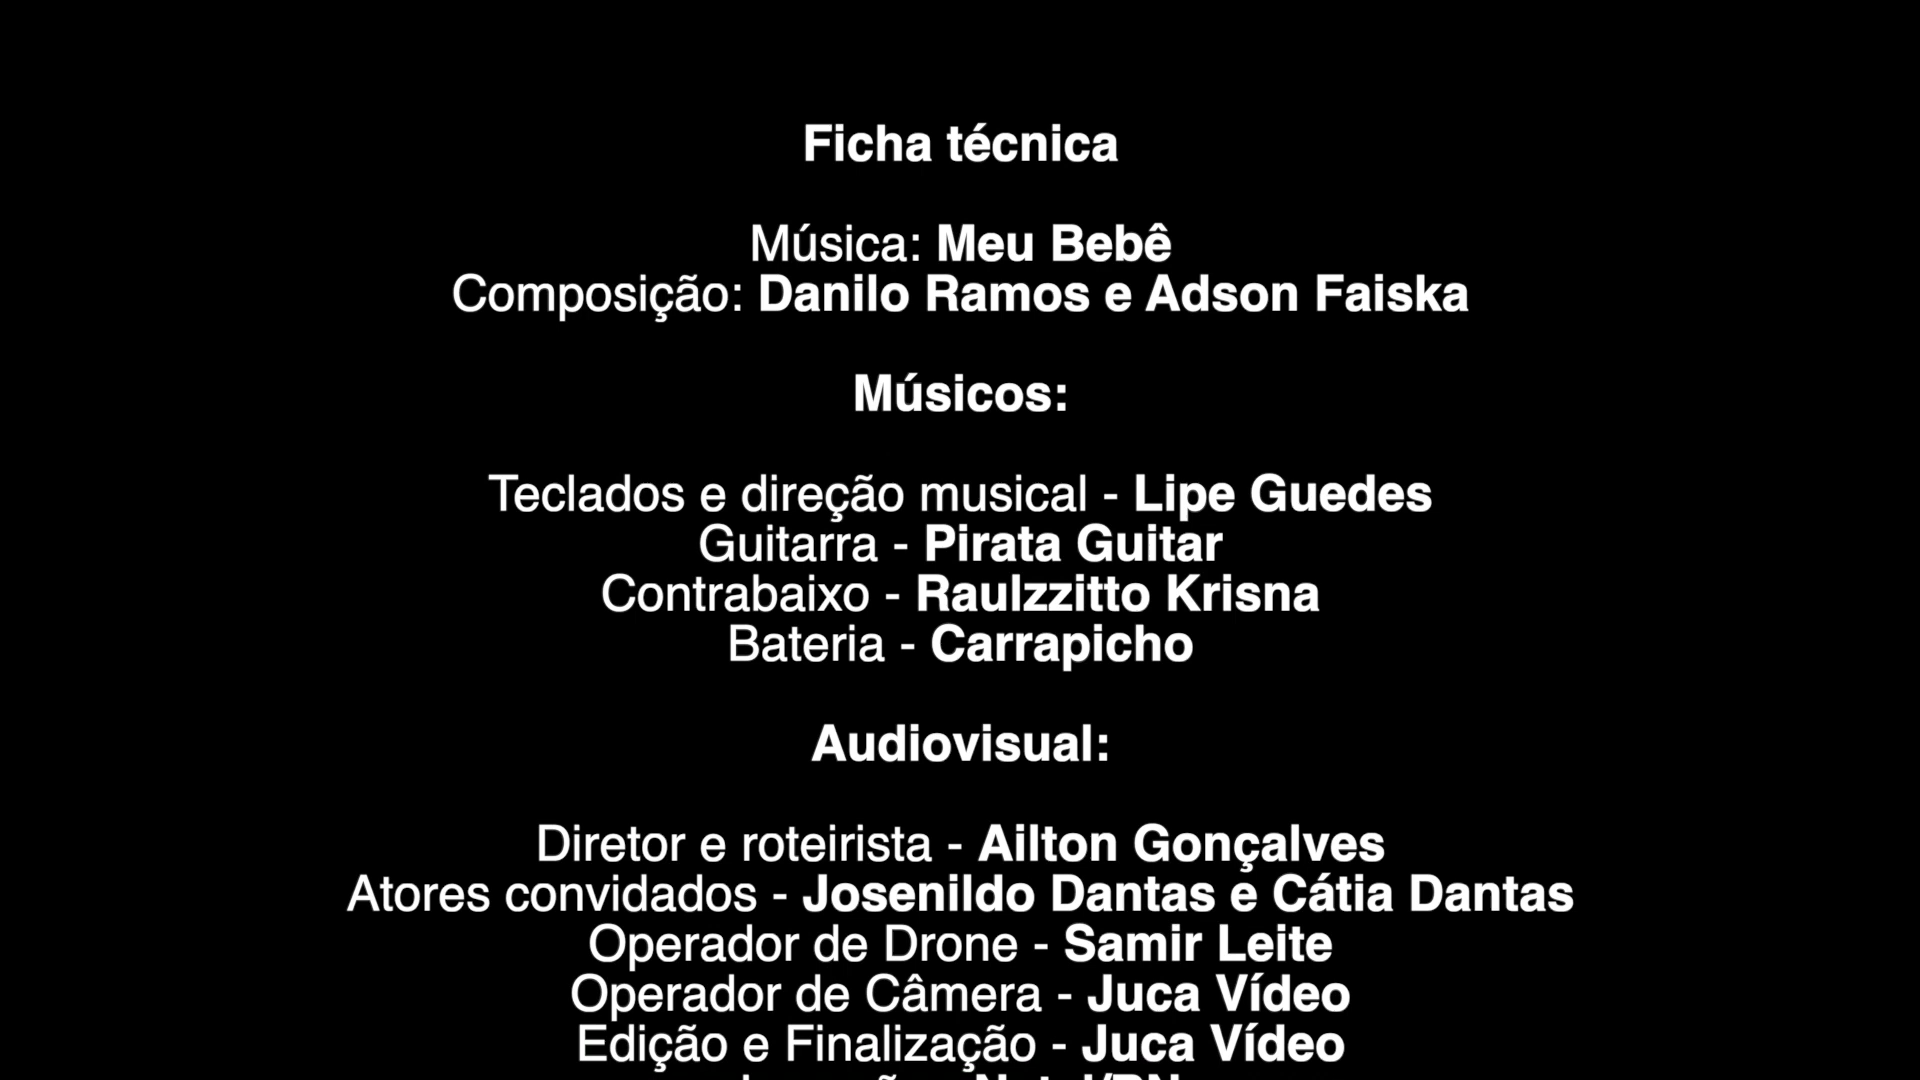 Ficha técnica
Música: Meu Bebê
Composição: Danilo Ramos e Adson Faiska
Músicos:
Teclados e direção musical - Lipe Guedes
Guitarra - Pirata Guitar
Contrabaixo - Raulzzitto Krisna
Bateria - Carrapicho
Audiovisual:
Diretor e roteirista - Ailton Gonçalves
Atores convidados - Josenildo Dantas e Cátia Dantas
Operador de Drone - Samir Leite
Operador de Câmera - Juca Vídeo
Edição e Finalização - Juca Vídeo